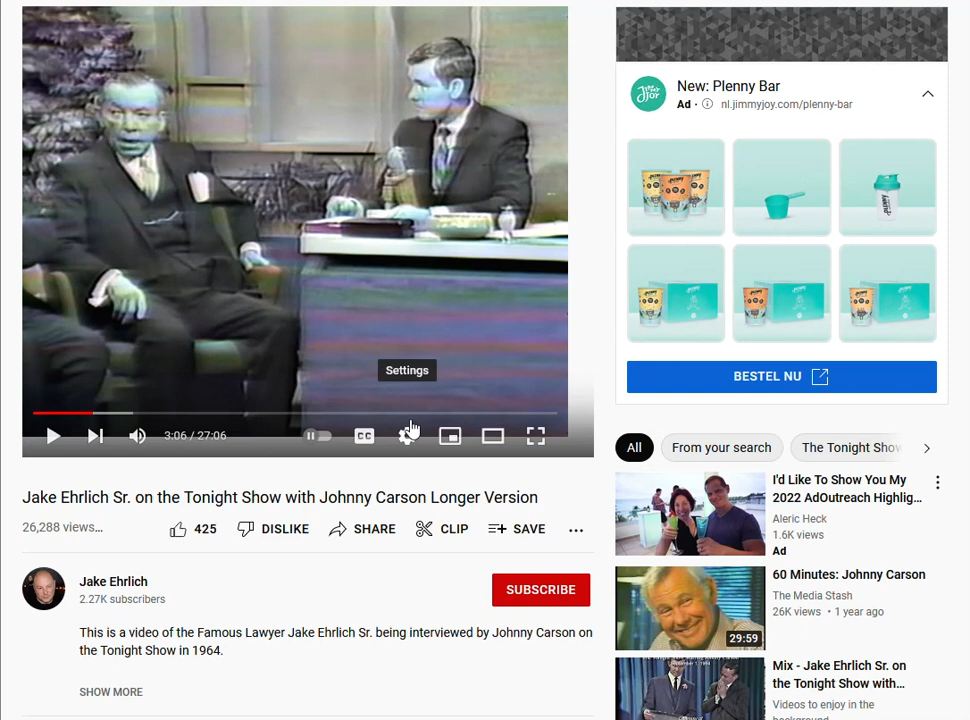 Settings
3:06 / 27:06
CC
Jake Ehrlich Sr. on the Tonight Show with Johnny Carson Longer Version
26,288 views...
425
DISLIKE
SHARE
CLIP
SAVE
Jake Ehrlich
2.27K subscribers
SUBSCRIBE
This is a video of the Famous Lawyer Jake Ehrlich Sr. being interviewed by Johnny Carson on
the Tonight Show in 1964.
SHOW MORE
Jimmy Joy
New: Plenny Bar
Ad · nl.jimmyjoy.com/plenny-bar
BESTEL NU
All
From your search
The Tonight Show
I'd Like To Show You My
2022 AdOutreach Highlig...
Aleric Heck
1.6K views
Ad
29:59
60 Minutes: Johnny Carson
The Media Stash
26K views • 1 year ago
Mix - Jake Ehrlich Sr. on
the Tonight Show with...
Videos to enjoy in the
background